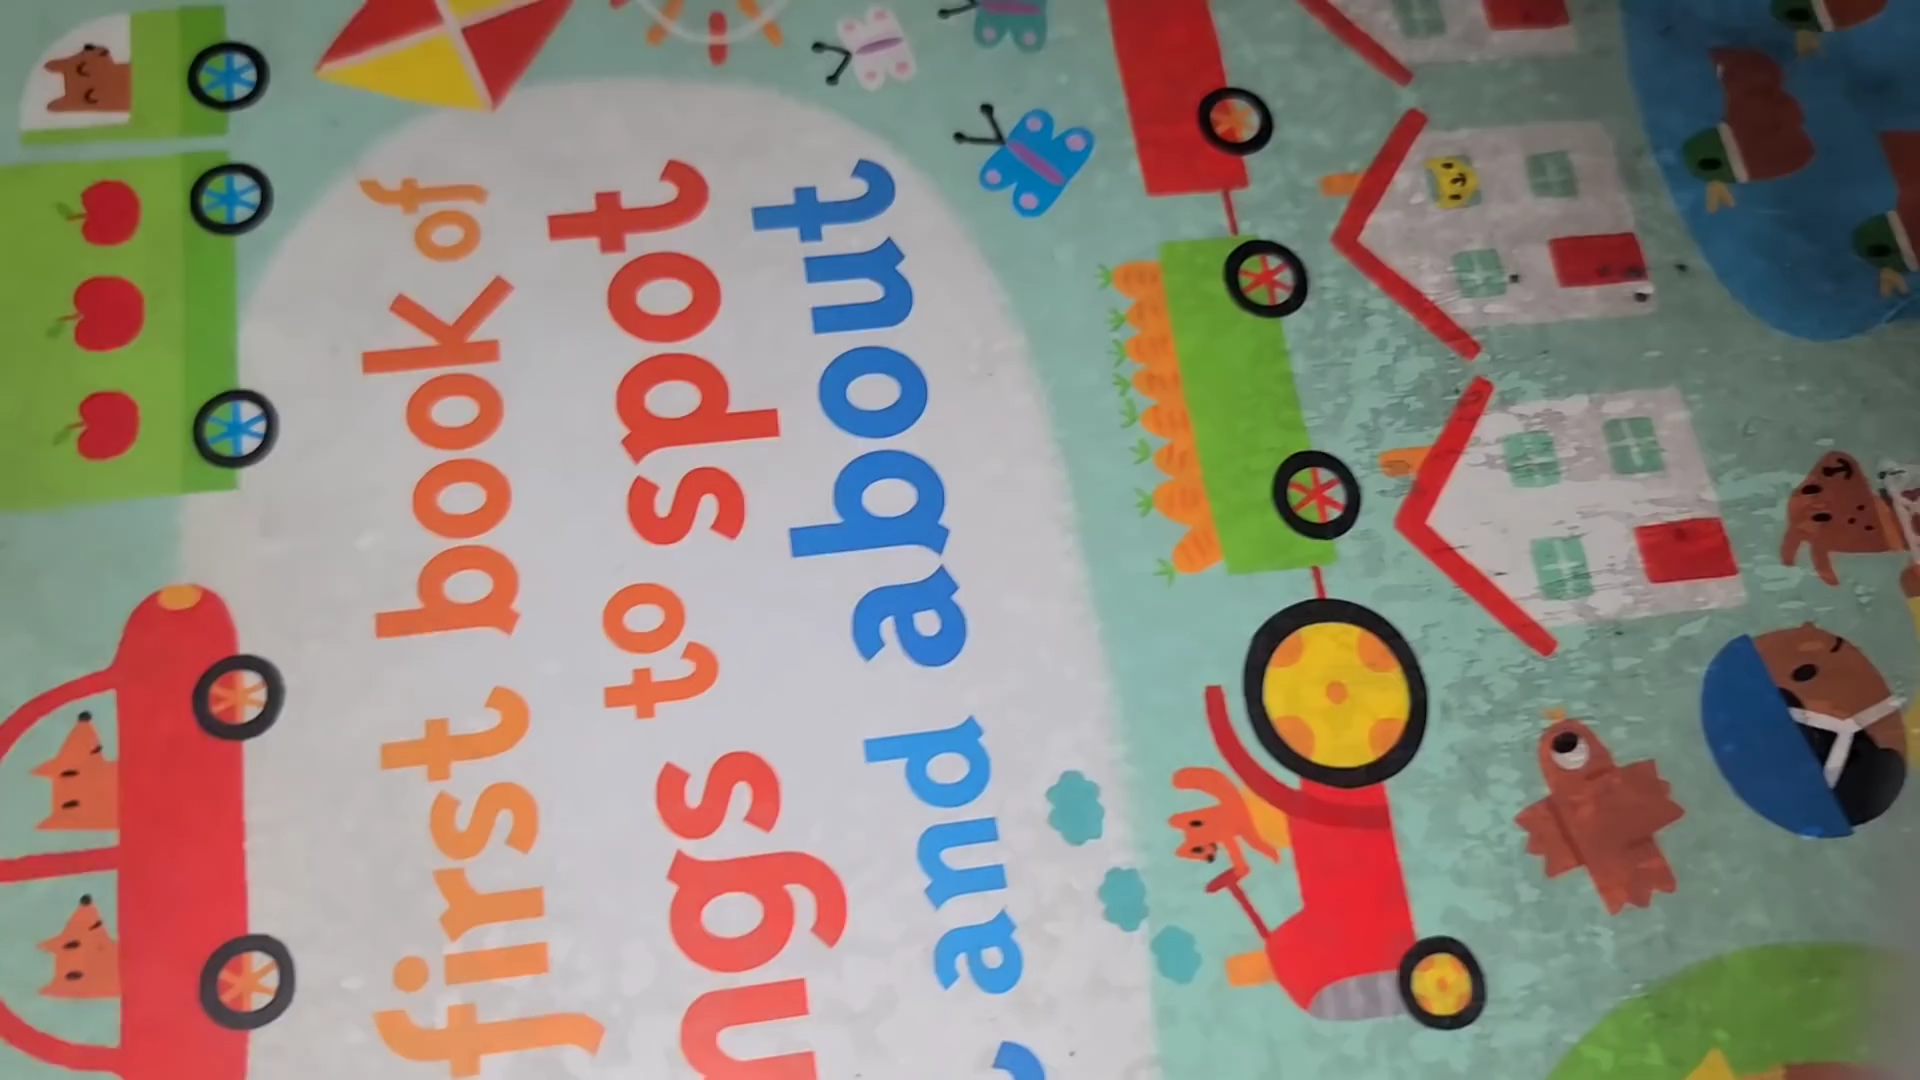 first book of
ngs to spot
and about